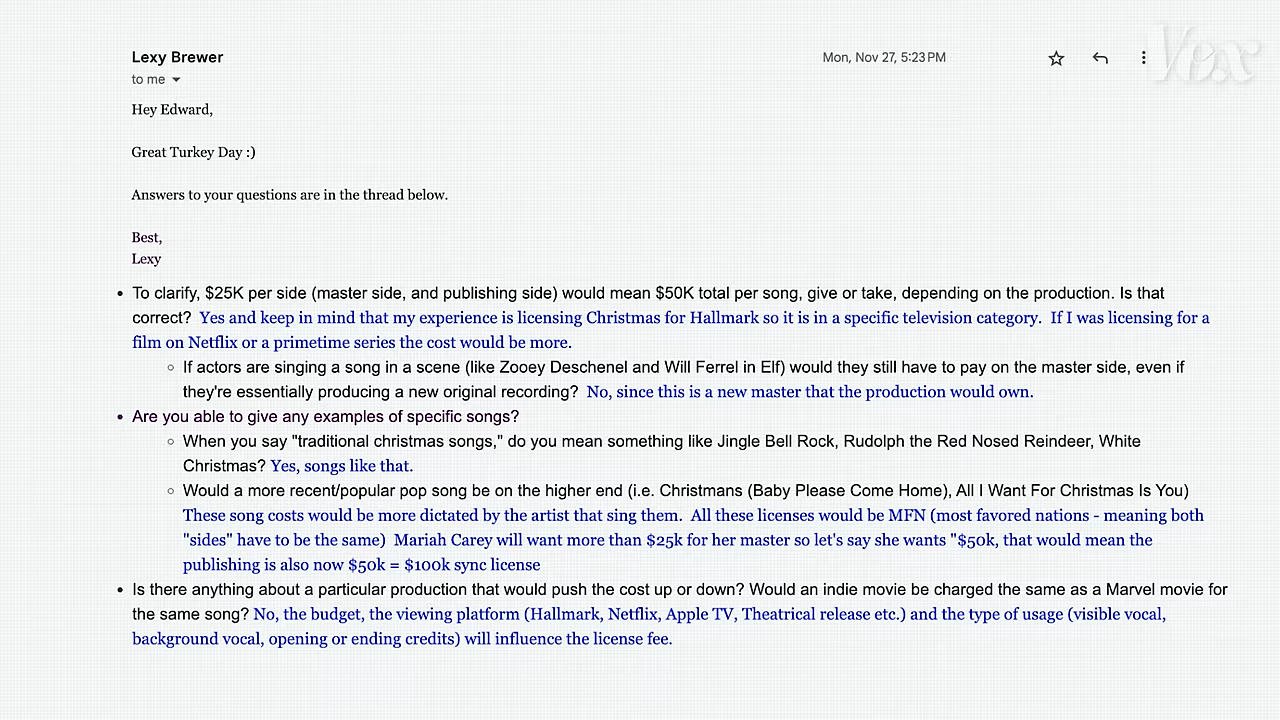 Lexy Brewer
Mon, Nov 27, 5:23 PM
Vox
to me
Hey Edward,
Great Turkey Day :)
Answers to your questions are in the thread below.
Best,
Lexy
• To clarify, $25K per side (master side, and publishing side) would mean $50K total per song, give or take, depending on the production. Is that
correct? Yes and keep in mind that my experience is licensing Christmas for Hallmark so it is in a specific television category. If I was licensing for a
film on Netflix or a primetime series the cost would be more.
◦ If actors are singing a song in a scene (like Zooey Deschenel and Will Ferrel in Elf) would they still have to pay on the master side, even if
they're essentially producing a new original recording? No, since this is a new master that the production would own.
• Are you able to give any examples of specific songs?
◦ When you say "traditional christmas songs," do you mean something like Jingle Bell Rock, Rudolph the Red Nosed Reindeer, White
Christmas? Yes, songs like that.
◦ Would a more recent/popular pop song be on the higher end (i.e. Christmans (Baby Please Come Home), All I Want For Christmas Is You)
These song costs would be more dictated by the artist that sing them. All these licenses would be MFN (most favored nations - meaning both
"sides" have to be the same) Mariah Carey will want more than $25k for her master so let's say she wants "$50k, that would mean the
publishing is also now $50k = $100k sync license
• Is there anything about a particular production that would push the cost up or down? Would an indie movie be charged the same as a Marvel movie for
the same song? No, the budget, the viewing platform (Hallmark, Netflix, Apple TV, Theatrical release etc.) and the type of usage (visible vocal,
background vocal, opening or ending credits) will influence the license fee.